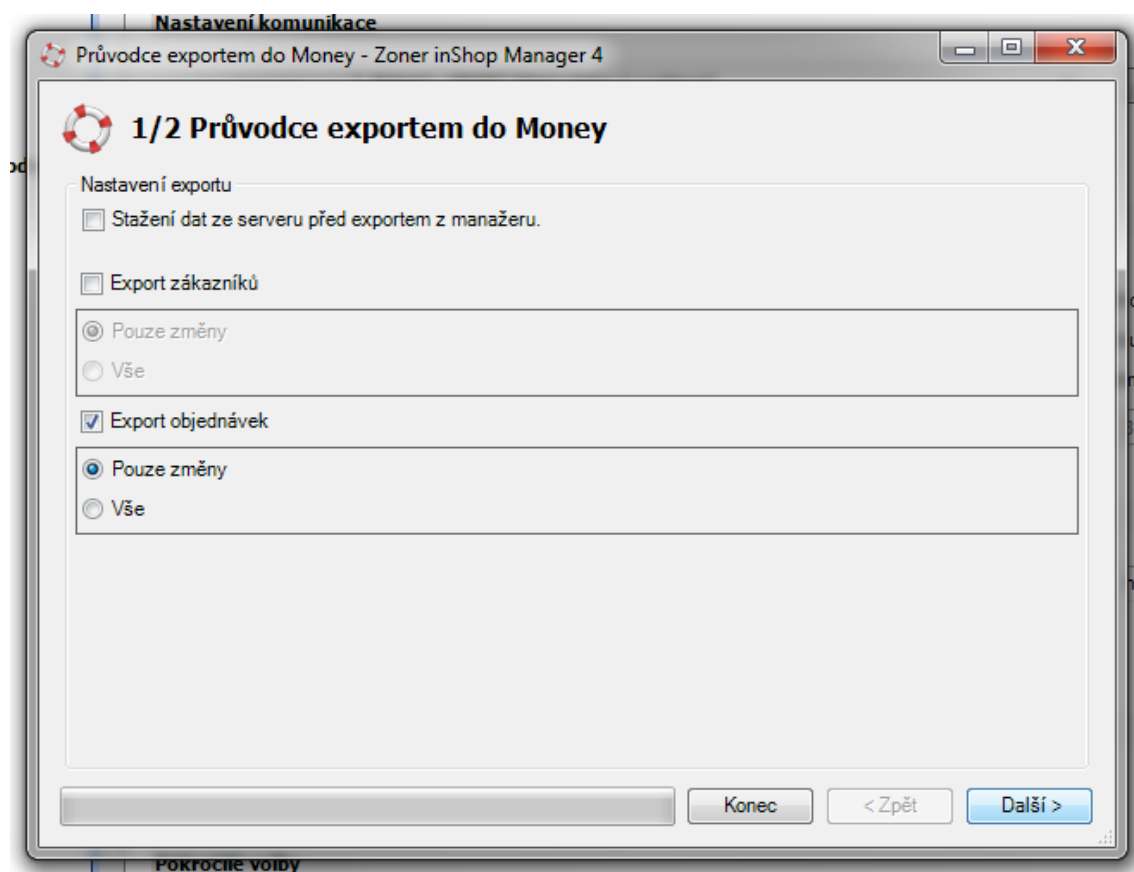 Nastavení komunikace
Průvodce exportem do Money - Zoner inShop Manager 4
1/2 Průvodce exportem do Money
Nastavení exportu
Stažení dat ze serveru před exportem z manažeru.
Export zákazníků
Pouze změny
Vše
Export objednávek
Pouze změny
Vše
Konec
< Zpět
Další >
Pokročilé volby